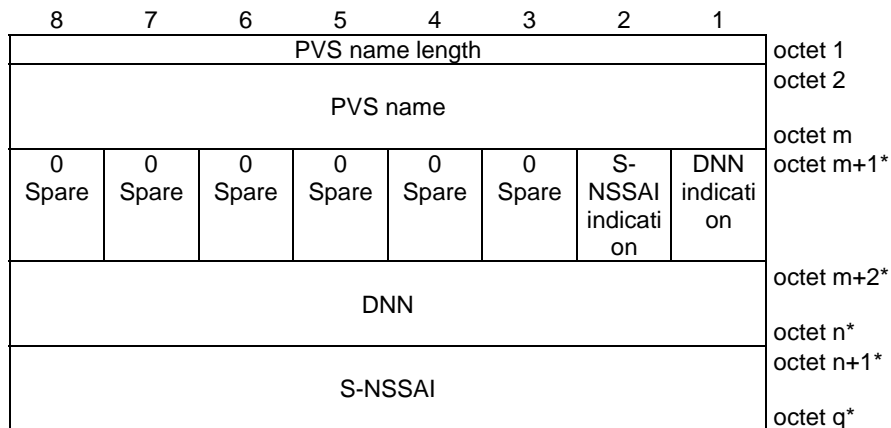 8 7 6 5 4 3 2 1
PVS name length octet 1
octet 2
PVS name
octet m
0 0 0 0 0 0 S- DNN octet m+1*
Spare Spare Spare Spare Spare Spare NSSAI indicati
indicati on
on
octet m+2*
DNN
octet n*
octet n+1*
S-NSSAI
octet q*